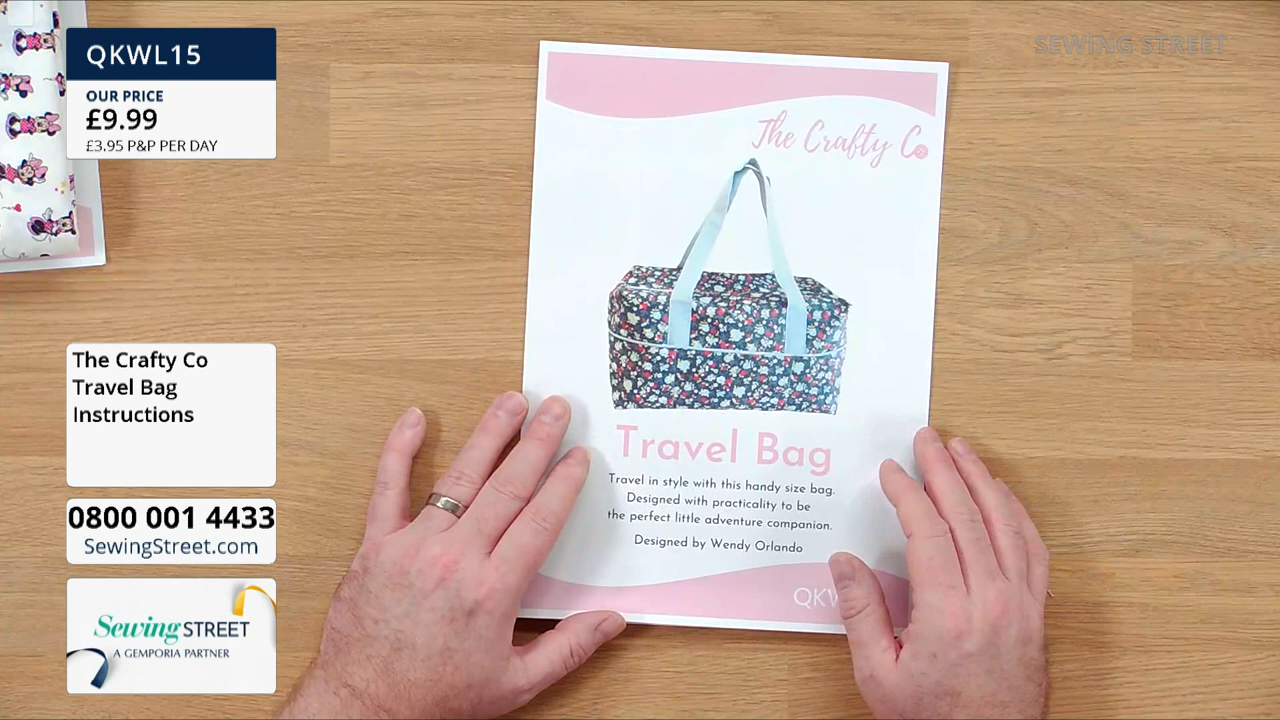 QKWL15
OUR PRICE
£9.99
£3.95 P&P PER DAY
SEWING STREET
The Crafty Co
Travel Bag
Travel in style with this handy size bag.
Designed with practicality to be
the perfect little adventure companion.
Designed by Wendy Orlando
The Crafty Co
Travel Bag
Instructions
0800 001 4433
SewingStreet.com
Sewing STREET
A GEMPORIA PARTNER